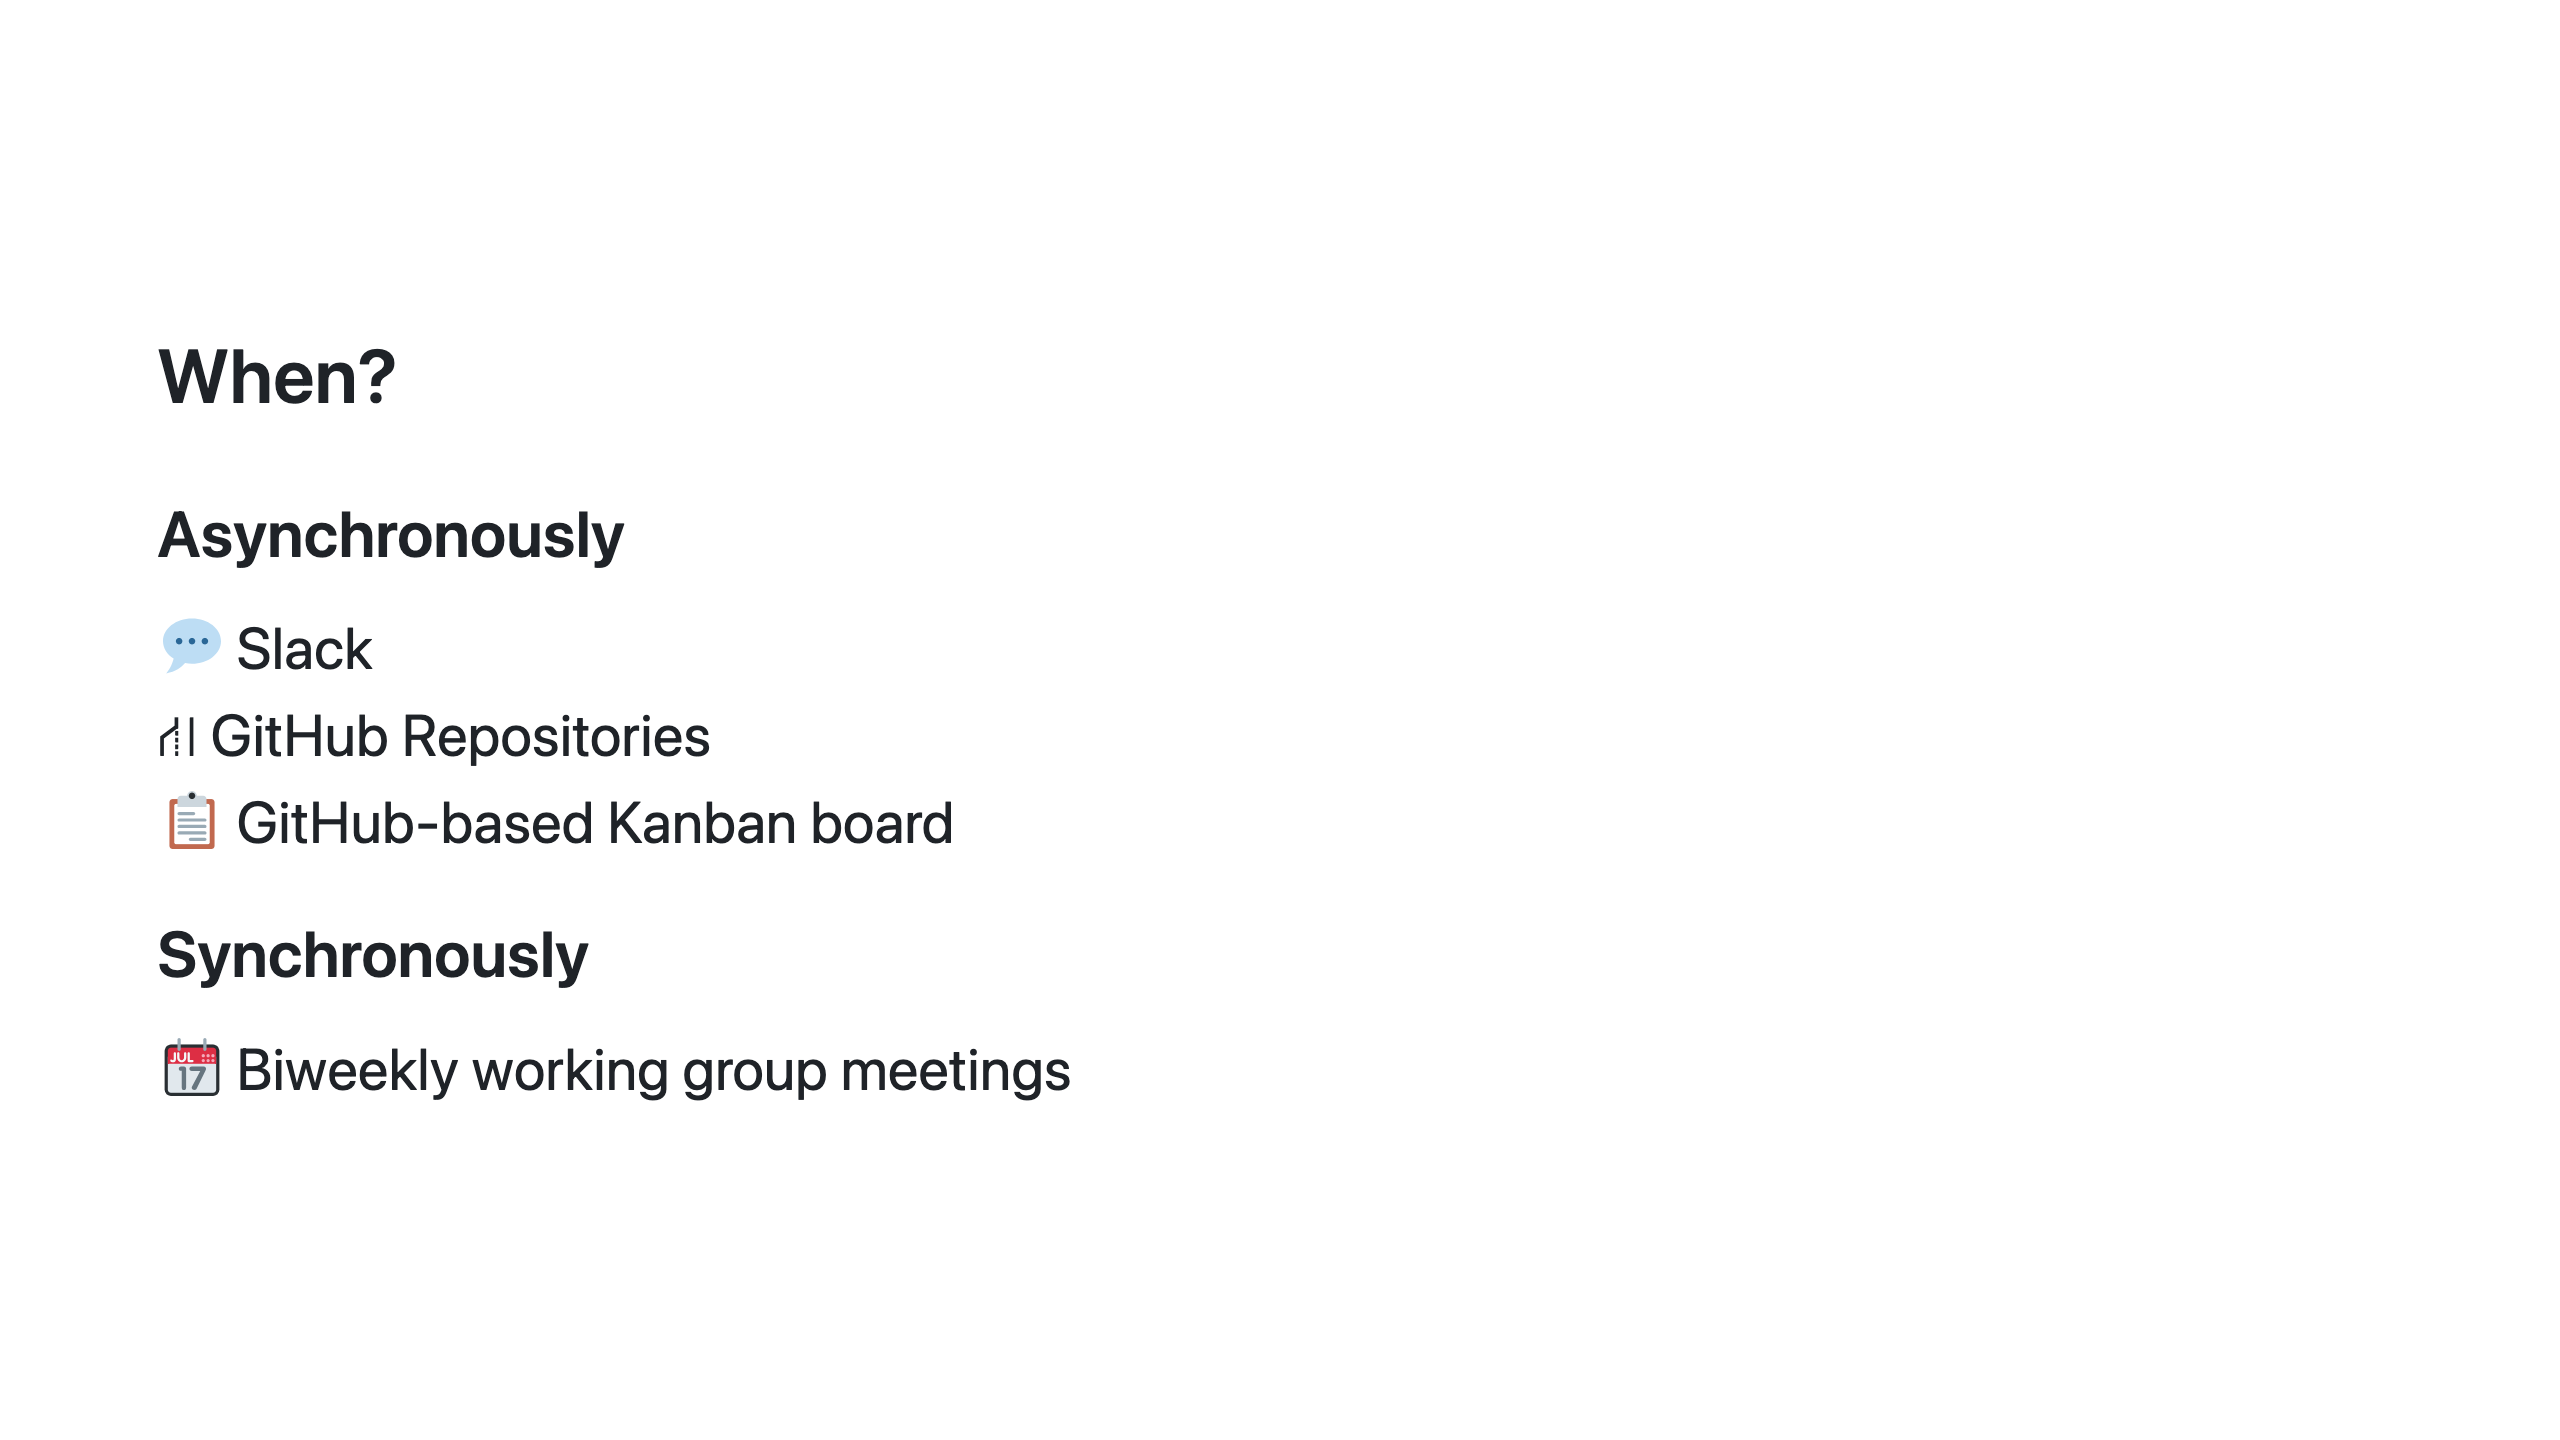 When?
Asynchronously
💬 Slack
⛙ GitHub Repositories
📋 GitHub-based Kanban board
Synchronously
📅 Biweekly working group meetings